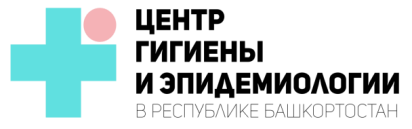 ЦЕНТР
ГИГИЕНЫ
И ЭПИДЕМИОЛОГИИ
В РЕСПУБЛИКЕ БАШКОРТОСТАН